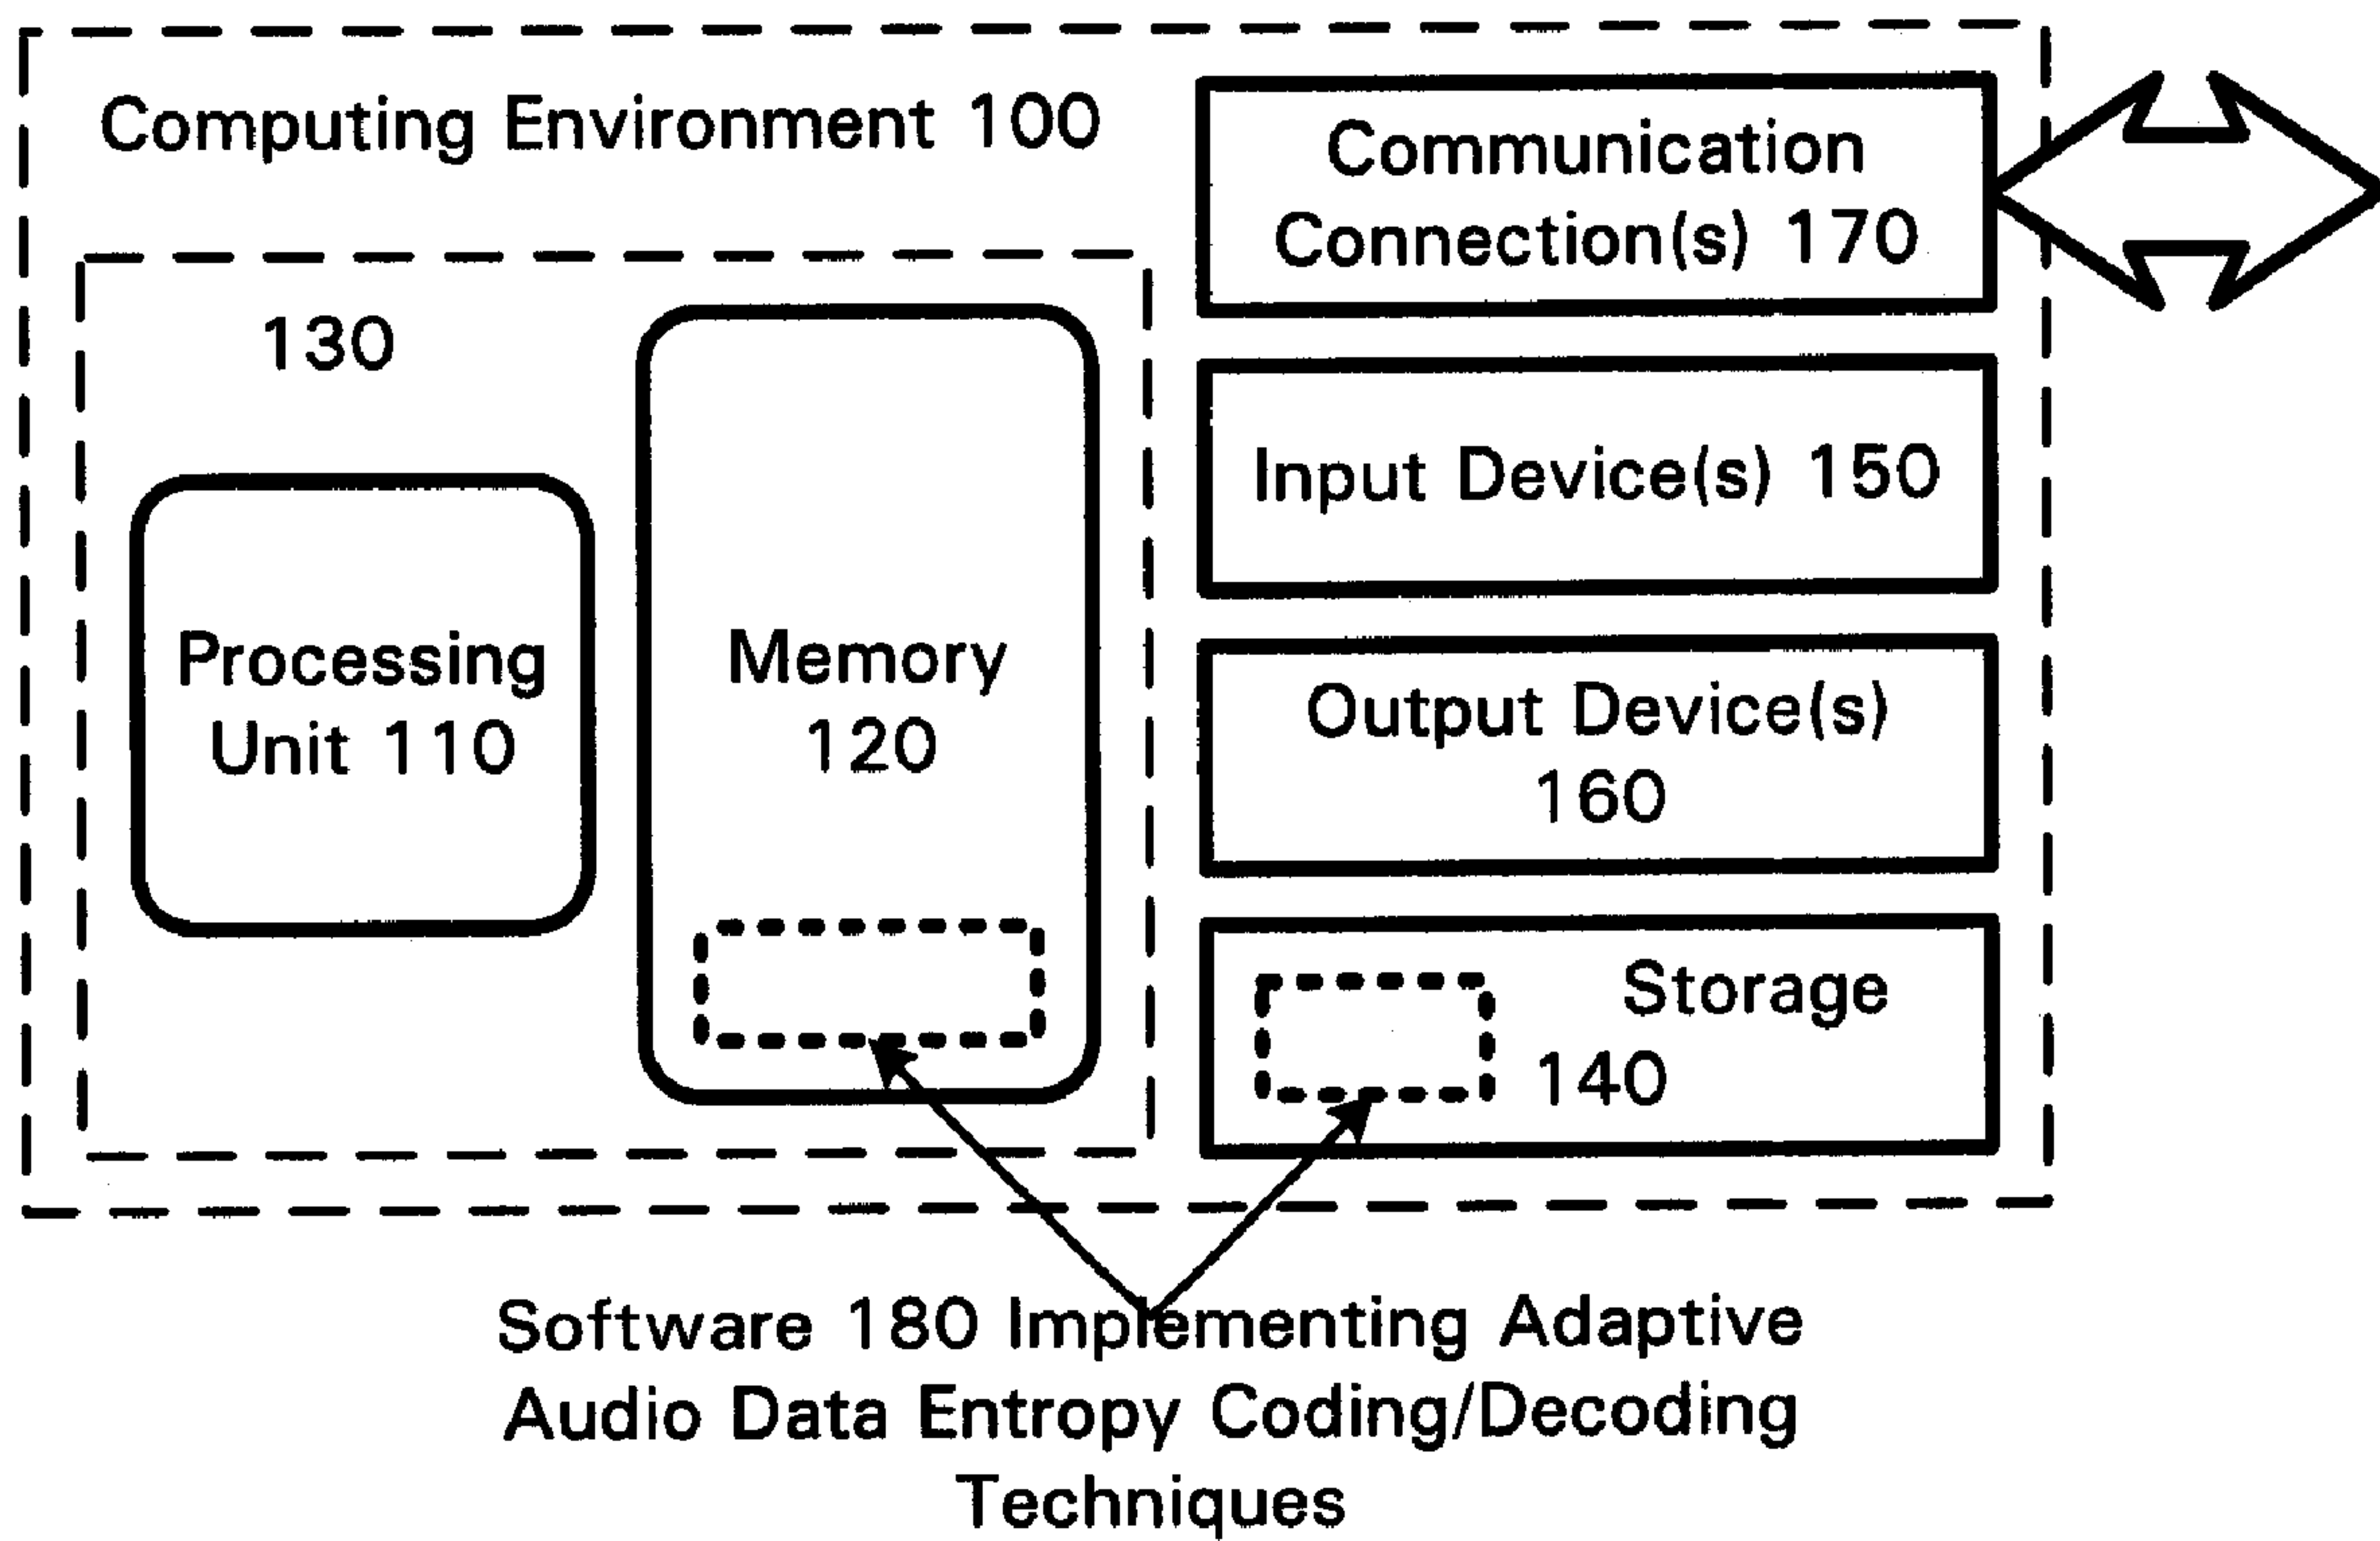 Computing Environment 100
Communication
Connection(s) 170
130
Input Device(s) 150
Processing
Unit 110
Memory
120
Output Device(s)
160
Storage
140
Software 180 Implementing Adaptive
Audio Data Entropy Coding/Decoding
Techniques